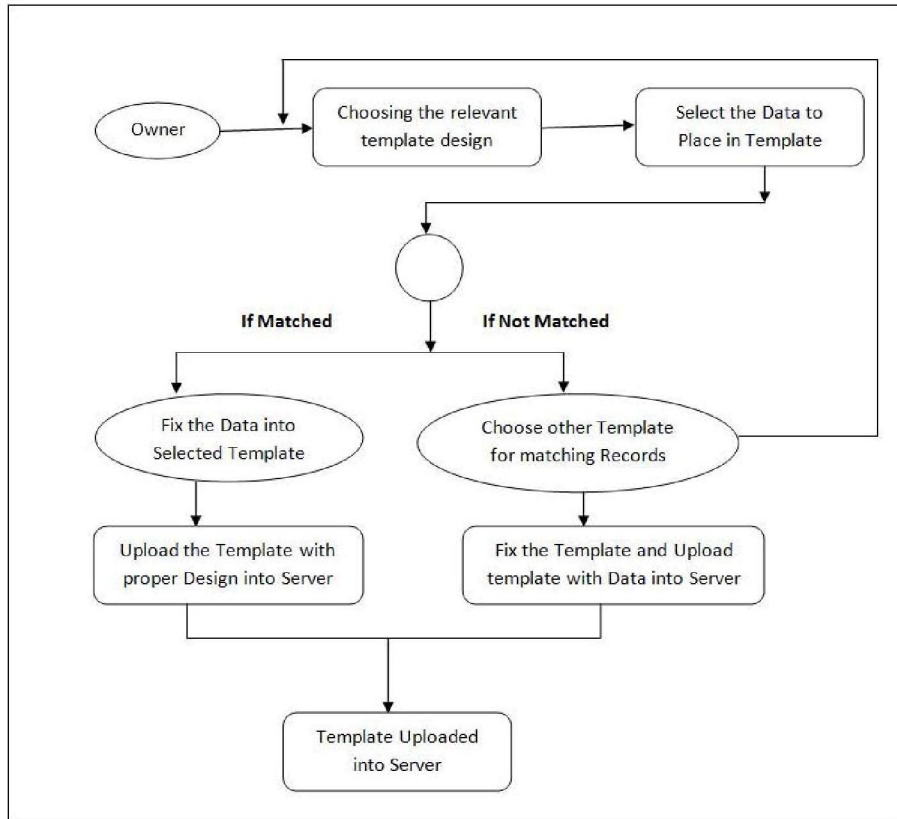 Owner
Choosing the relevant
template design
Select the Data to
Place in Template
If Matched
If Not Matched
Fix the Data into
Selected Template
Choose other Template
for matching Records
Upload the Template with
proper Design into Server
Fix the Template and Upload
template with Data into Server
Template Uploaded
into Server